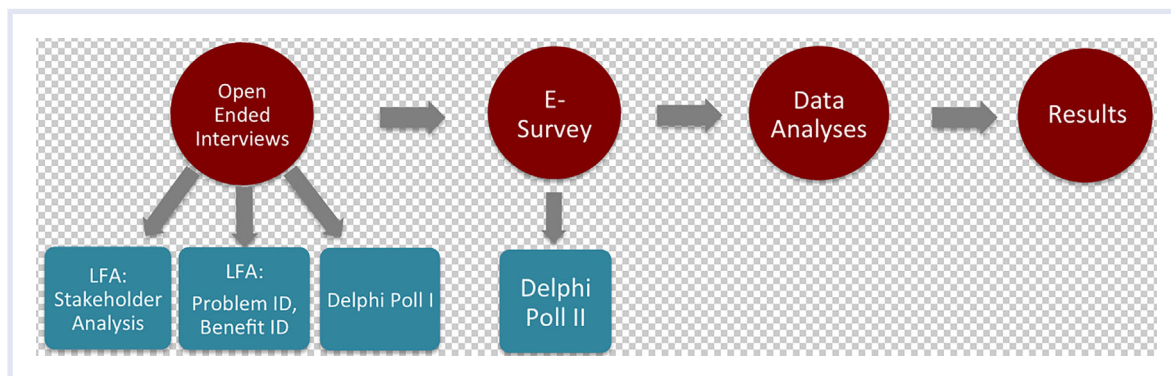 Open
Ended
Interviews
E-
Survey
Data
Analyses
Results
LFA:
Stakeholder
Analysis
LFA:
Problem ID,
Benefit ID
Delphi Poll I
Delphi
Poll II